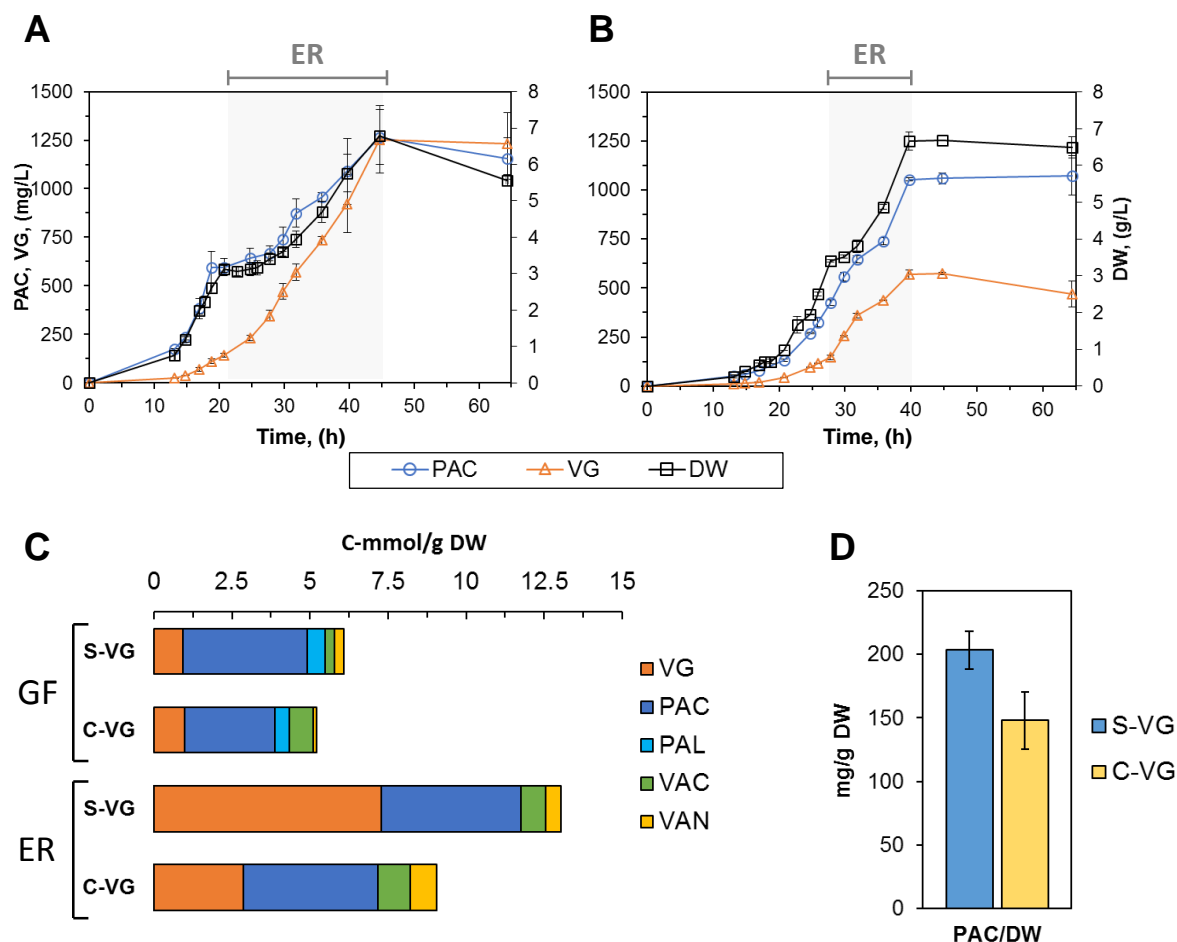 A
ER
PAC, VG, (mg/L)
1500
1250
1000
750
500
250
0
8
7
6
5
4
3
2
1
0
0 10 20 30 40 50 60
Time, (h)
B
ER
1500
1250
1000
750
500
250
0
8
7
6
5
4
3
2
1
0
DW, (g/L)
0 10 20 30 40 50 60
Time, (h)
PAC VG DW
C
C-mmol/g DW
0 2.5 5 7.5 10 12.5 15
GF
S-VG
C-VG
ER
S-VG
C-VG
VG
PAC
PAL
VAC
VAN
D
mg/g DW
250
200
150
100
50
0
PAC/DW
S-VG
C-VG